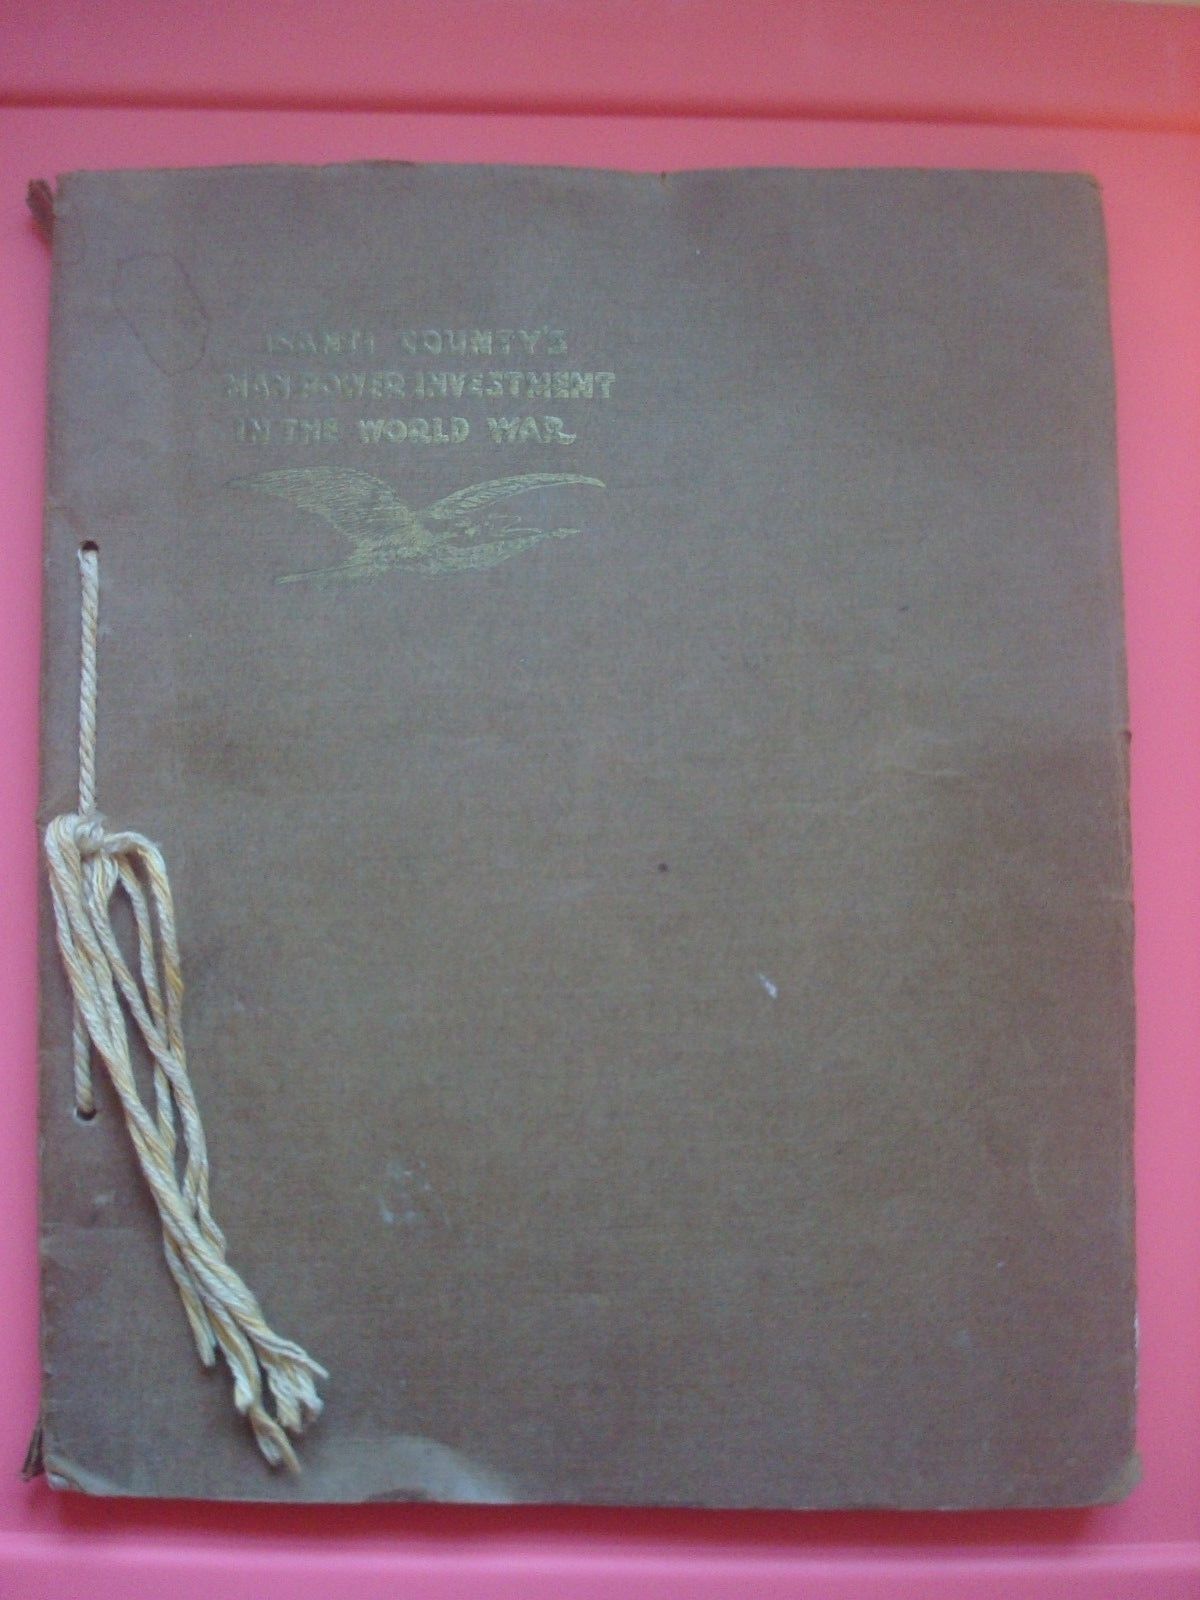 ISANTI COUNTY'S
MAN POWER INVESTMENT
IN THE WORLD WAR